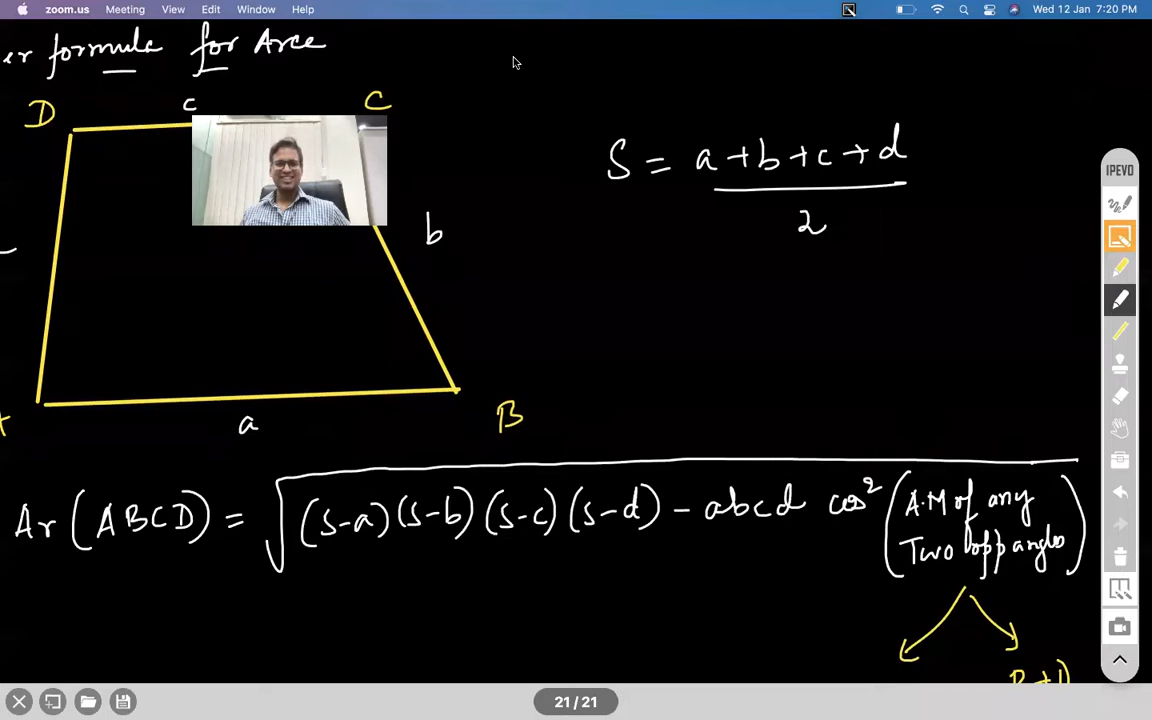 zoom.us Meeting View Edit Window Help Wed 12 Jan 7:20 PM
er formula for Area
D c C
S = a+b+c+d
2
b
IPEVO
a B
Ar (ABCD) = √(s-a)(s-b)(s-c)(s-d) - abcd cos² (A.M of any
Two opp angles)
21/21